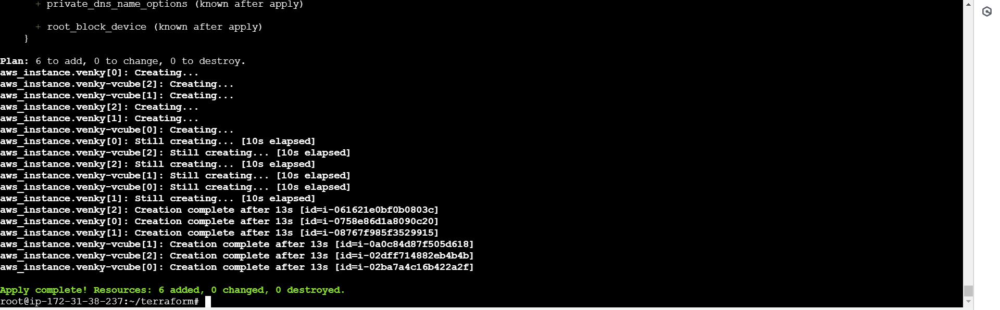 + private_dns_name_options (known after apply)
+ root_block_device (known after apply)
}
Plan: 6 to add, 0 to change, 0 to destroy.
aws_instance.venky[0]: Creating...
aws_instance.venky-vcube[2]: Creating...
aws_instance.venky-vcube[1]: Creating...
aws_instance.venky[2]: Creating...
aws_instance.venky[1]: Creating...
aws_instance.venky-vcube[0]: Creating...
aws_instance.venky[0]: Still creating... [10s elapsed]
aws_instance.venky-vcube[2]: Still creating... [10s elapsed]
aws_instance.venky[2]: Still creating... [10s elapsed]
aws_instance.venky-vcube[1]: Still creating... [10s elapsed]
aws_instance.venky-vcube[0]: Still creating... [10s elapsed]
aws_instance.venky[1]: Still creating... [10s elapsed]
aws_instance.venky[2]: Creation complete after 13s [id=i-061621e0bf0b0803c]
aws_instance.venky[0]: Creation complete after 13s [id=i-0758e86d1a8090c20]
aws_instance.venky[1]: Creation complete after 13s [id=i-08767f985f3529915]
aws_instance.venky-vcube[1]: Creation complete after 13s [id=i-0a0c84d87f505d618]
aws_instance.venky-vcube[2]: Creation complete after 13s [id=i-02dff714882eb4b4b]
aws_instance.venky-vcube[0]: Creation complete after 13s [id=i-02ba7a4c16b422a2f]
Apply complete! Resources: 6 added, 0 changed, 0 destroyed.
root@ip-172-31-38-237:~/terraform#